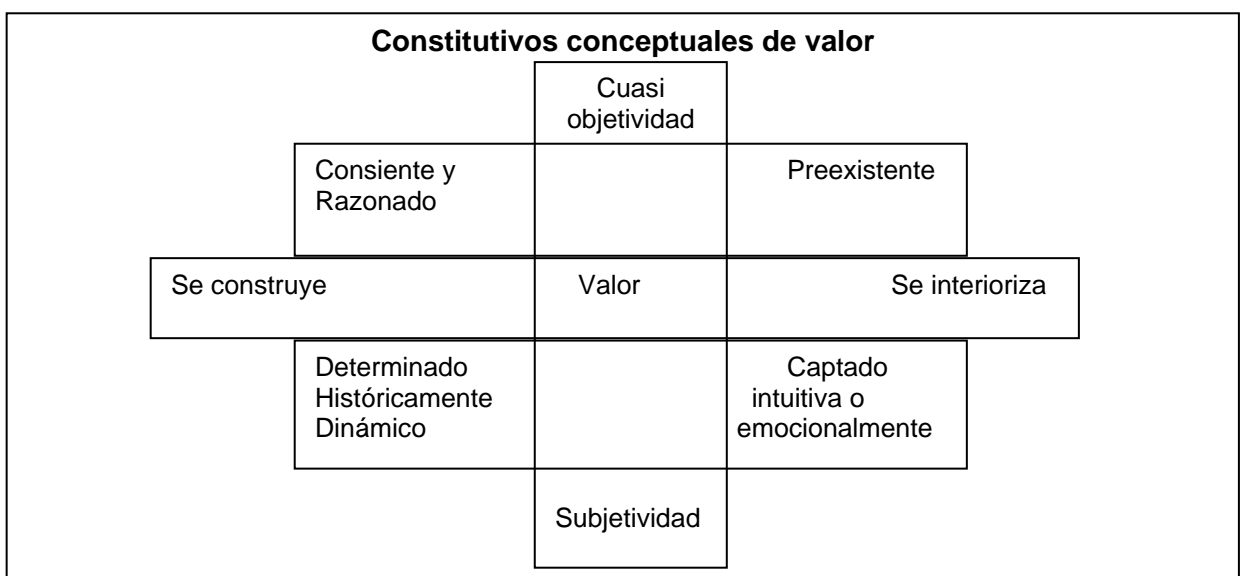 Constitutivos conceptuales de valor
Cuasi
objetividad
Consiente y
Razonado
Preexistente
Se construye
Valor
Se interioriza
Determinado
Históricamente
Dinámico
Captado
intuitiva o
emocionalmente
Subjetividad